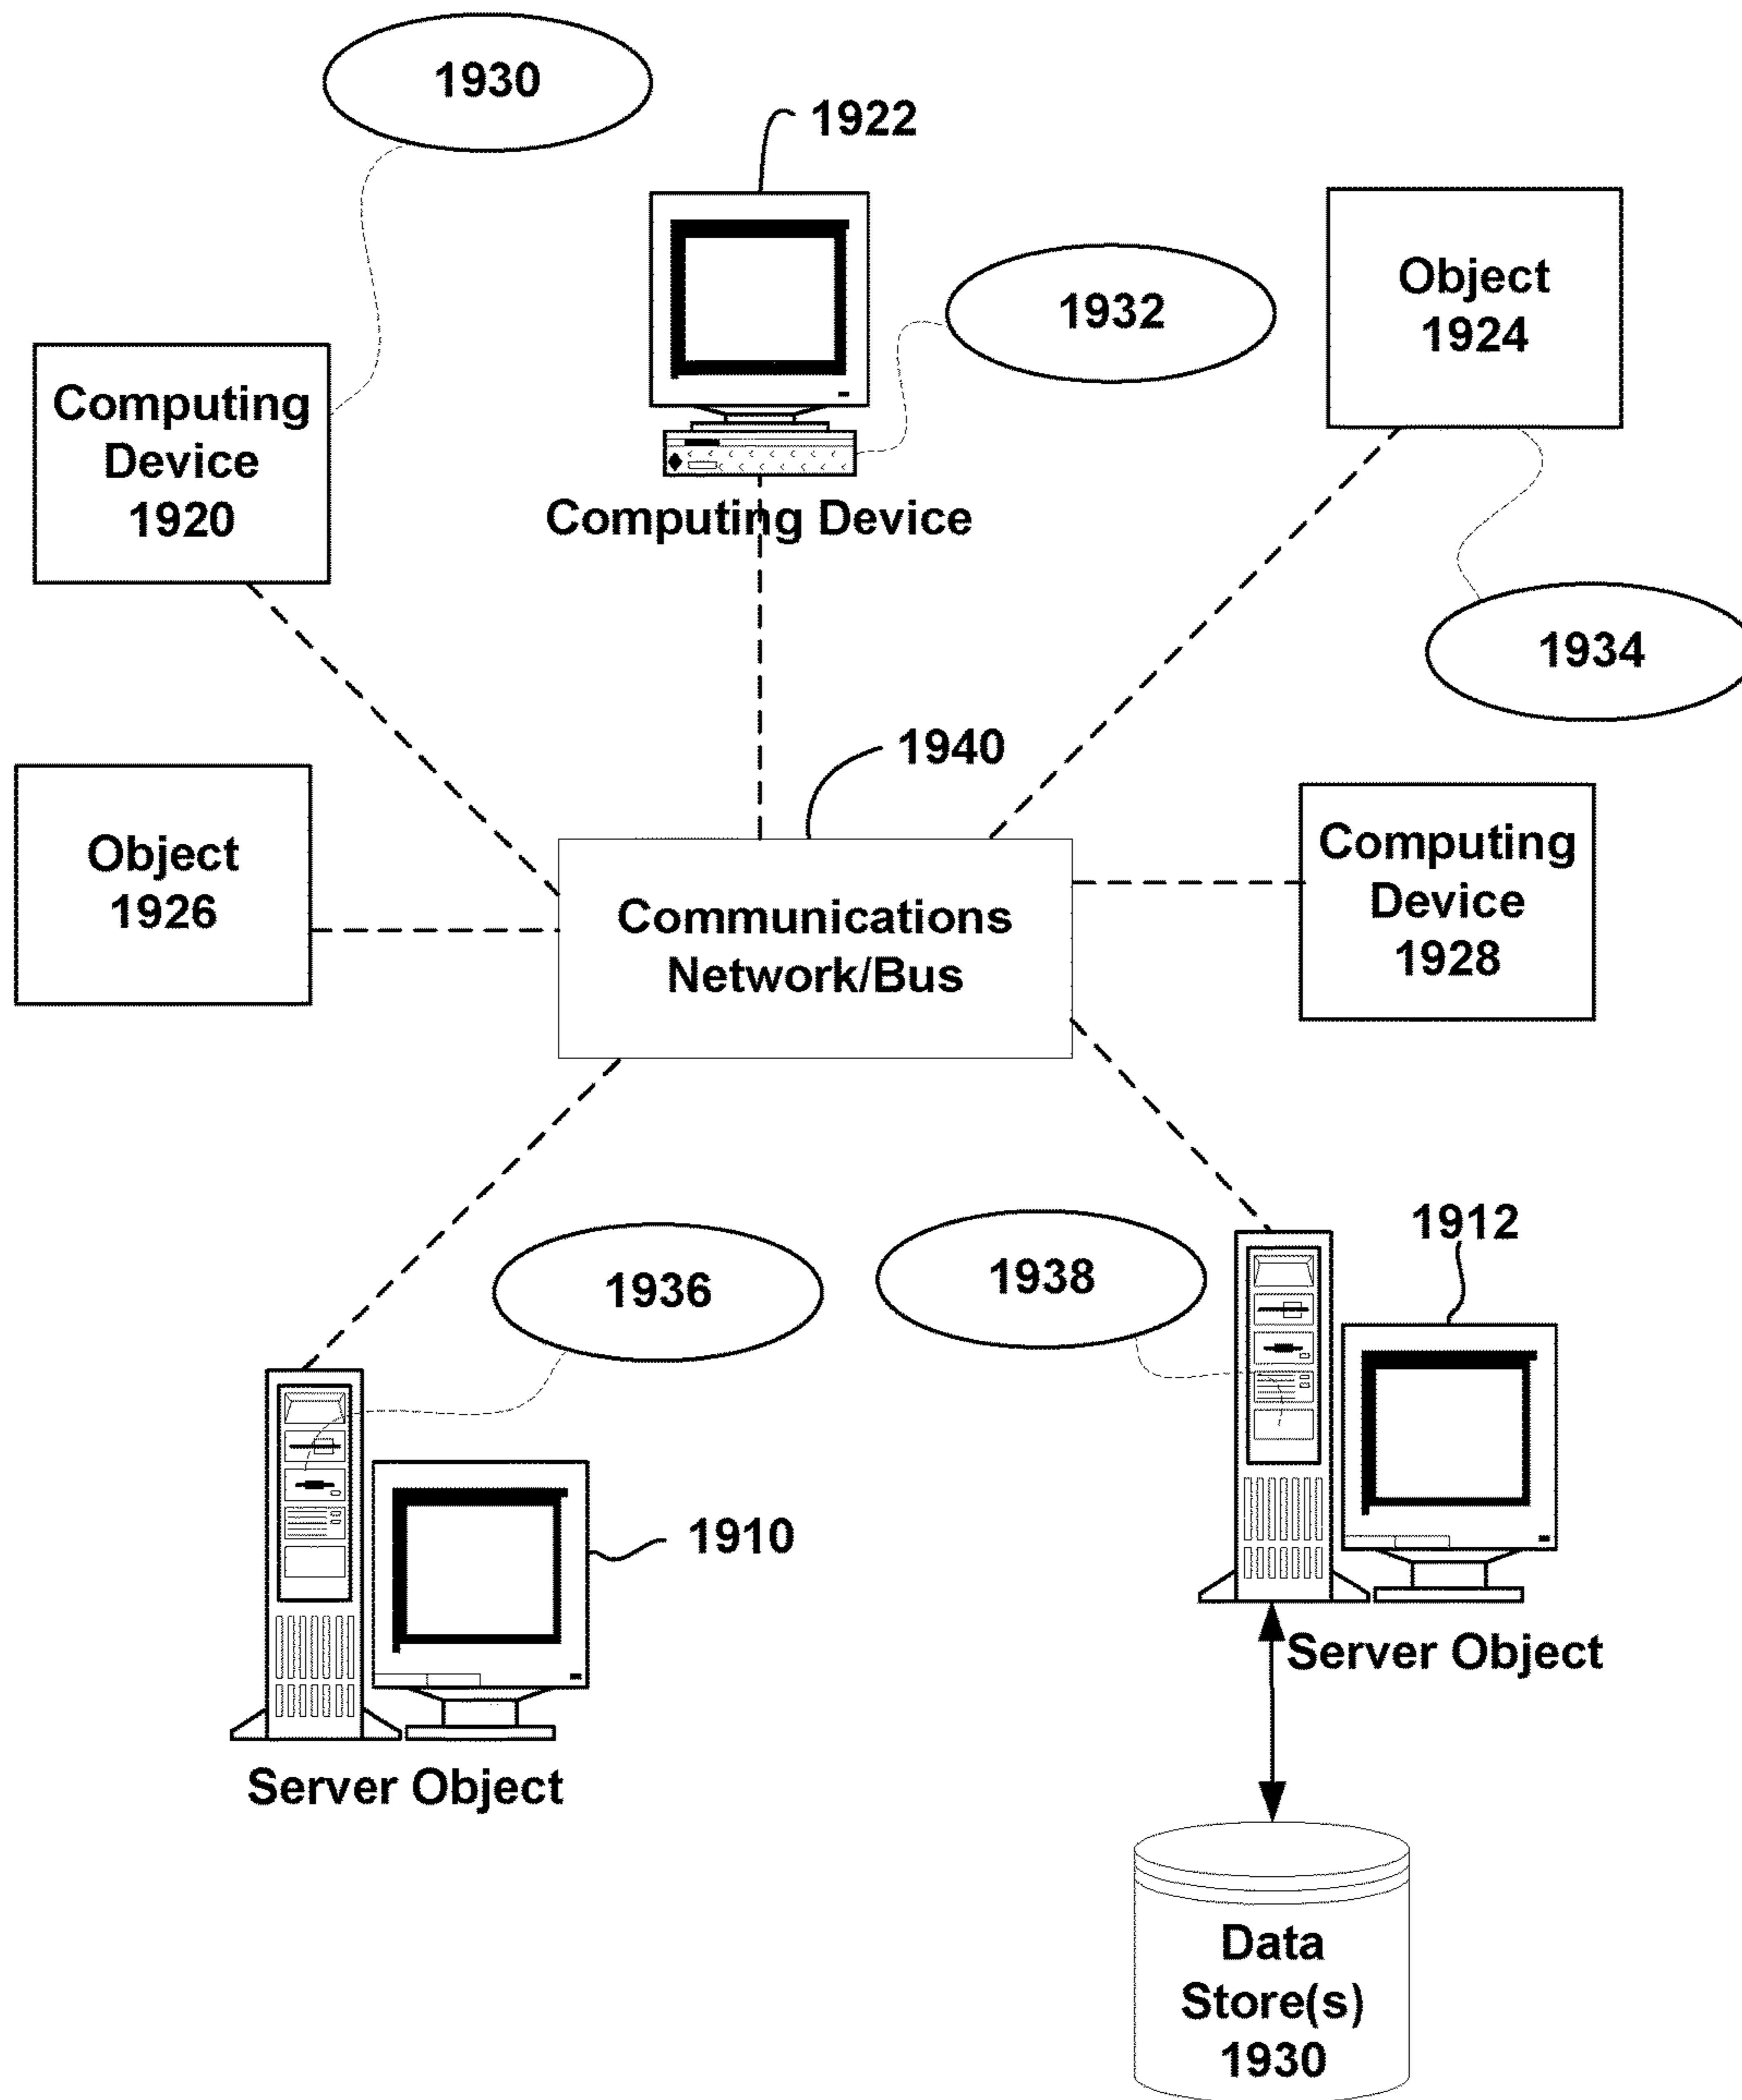 1930
1922
1932
Object
1924
Computing
Device
1920
Computing Device
1934
1940
Object
1926
Communications
Network/Bus
Computing
Device
1928
1936
1938
1912
1910
Server Object
Server Object
Data
Store(s)
1930